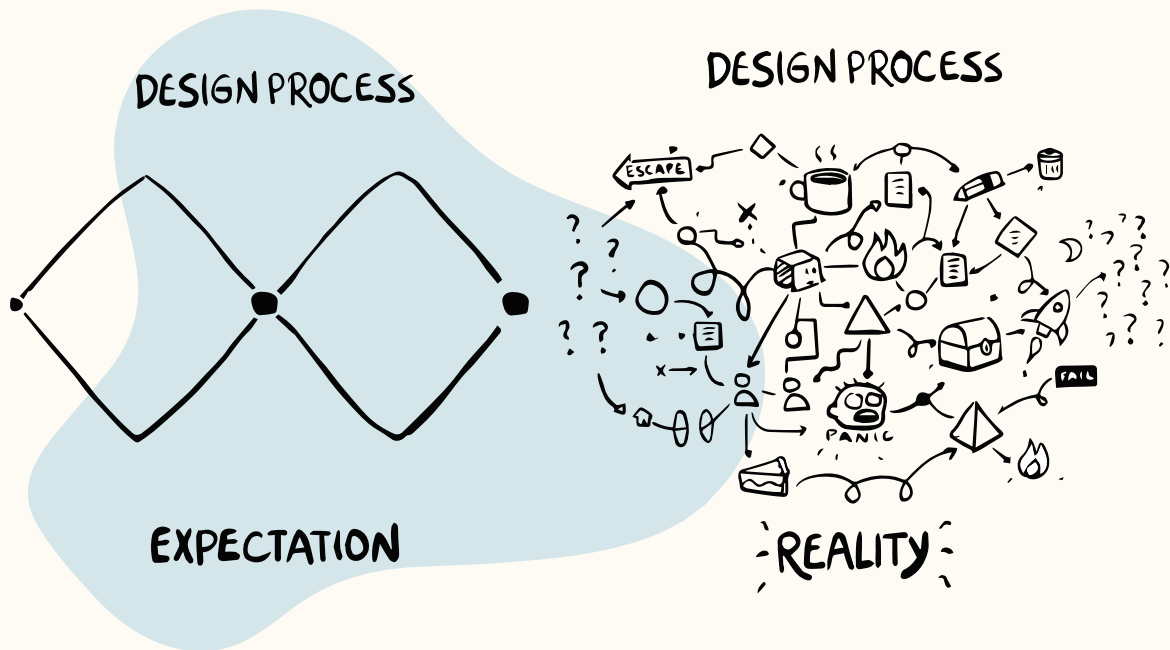 DESIGN PROCESS
EXPECTATION
DESIGN PROCESS
ESCAPE
? ? ? ? ?
? ? ? ? ? ? ? ? ? ? ?
FAIL
PANIC
REALITY